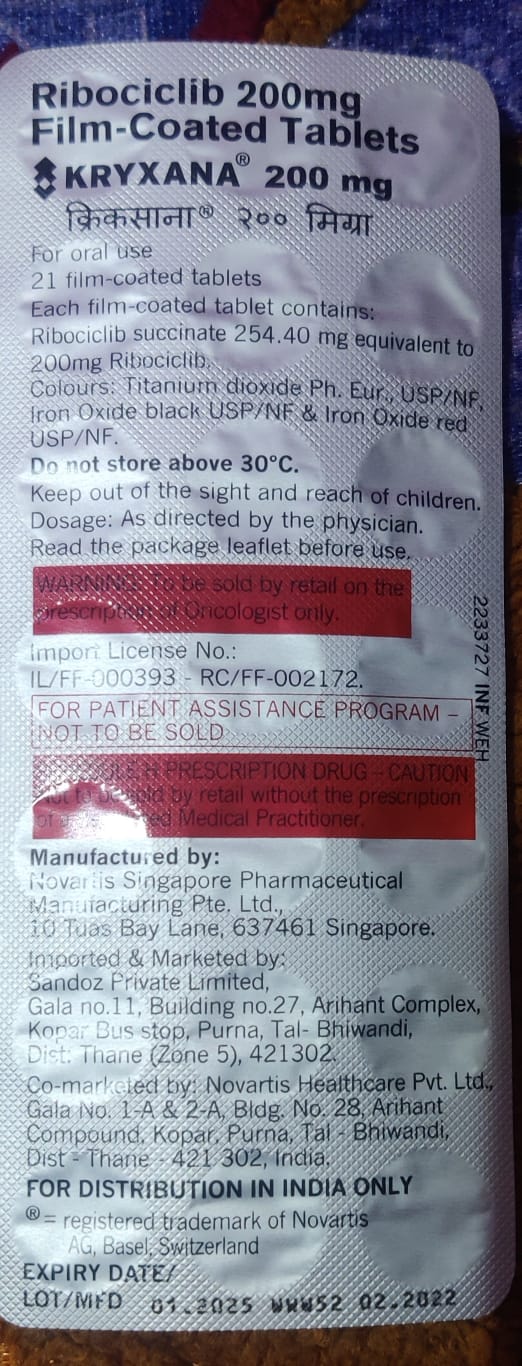 Ribociclib 200mg
Film-Coated Tablets
KRYXANA® 200 mg
क्रिक्साना® २०० मिग्रा
For oral use
21 film-coated tablets
Each film-coated tablet contains:
Ribociclib succinate 254.40 mg equivalent to
200mg Ribociclib.
Colours: Titanium dioxide Ph. Eur., USP/NF,
Iron Oxide black USP/NF & Iron Oxide red
USP/NF.
Do not store above 30°C.
Keep out of the sight and reach of children.
Dosage: As directed by the physician.
Read the package leaflet before use.
WARNING: To be sold by retail on the
prescription of Oncologist only.
Import License No.:
IL/FF-000393 - RC/FF-002172.
FOR PATIENT ASSISTANCE PROGRAM –
NOT TO BE SOLD
H PRESCRIPTION DRUG – CAUTION
Not to be sold by retail without the prescription
of a Medical Practitioner.
2233727 INF WEH
Manufactured by:
Novartis Singapore Pharmaceutical
Manufacturing Pte. Ltd.,
10 Tuas Bay Lane, 637461 Singapore.
Imported & Marketed by:
Sandoz Private Limited,
Gala no.11, Building no.27, Arihant Complex,
Kopar Bus stop, Purna, Tal- Bhiwandi,
Dist: Thane (Zone 5), 421302.
Co-marketed by: Novartis Healthcare Pvt. Ltd.,
Gala No. 1-A & 2-A, Bldg. No. 28, Arihant
Compound, Kopar, Purna, Tal - Bhiwandi,
Dist - Thane - 421 302, India.
FOR DISTRIBUTION IN INDIA ONLY
® = registered trademark of Novartis
AG, Basel, Switzerland
EXPIRY DATE/
LOT/MFD 01.2025 WWW52 02.2022